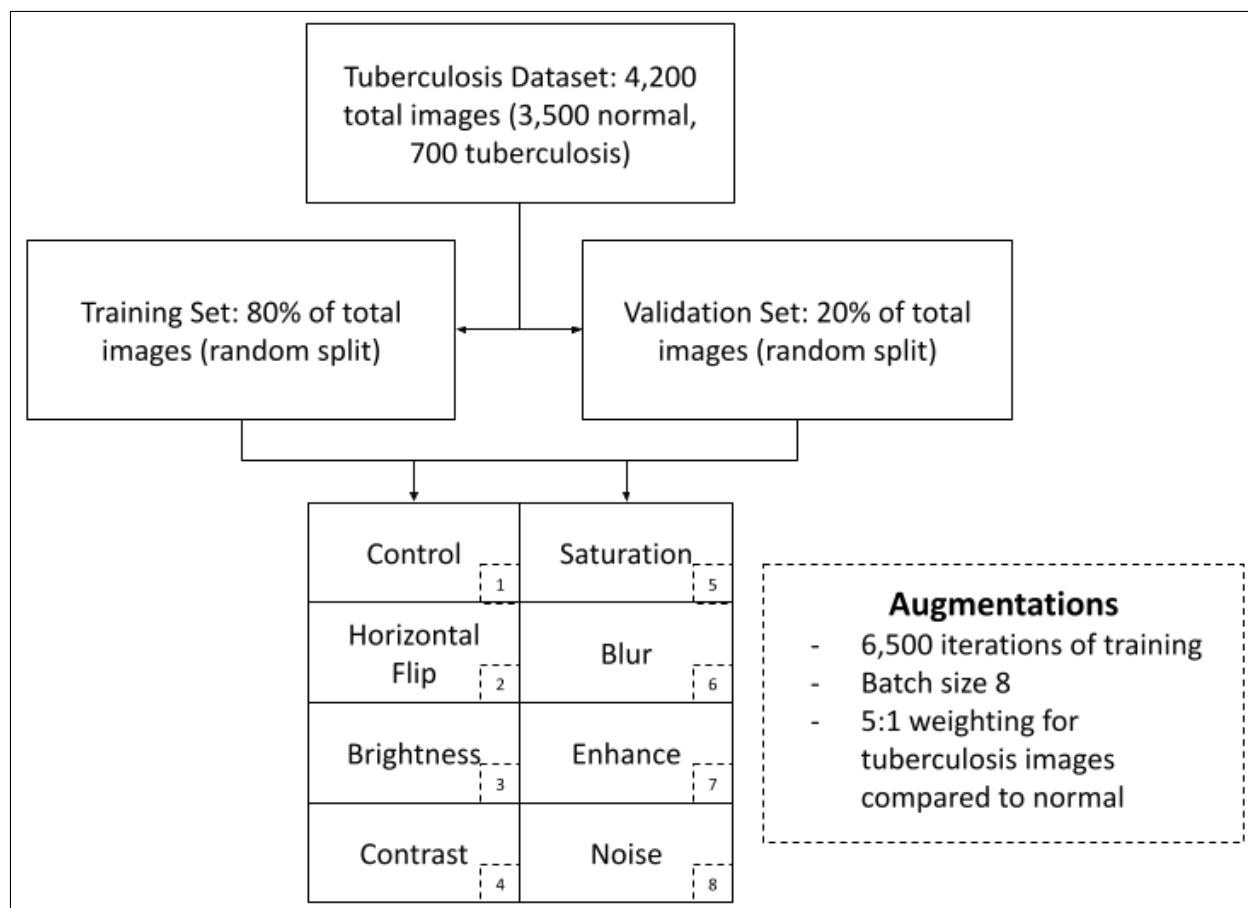 Tuberculosis Dataset: 4,200
total images (3,500 normal,
700 tuberculosis)
Training Set: 80% of total
images (random split)
Validation Set: 20% of total
images (random split)
Control
1
Saturation
5
Horizontal
Flip
2
Blur
6
Brightness
3
Enhance
7
Contrast
4
Noise
8
Augmentations
- 6,500 iterations of training
- Batch size 8
- 5:1 weighting for
tuberculosis images
compared to normal